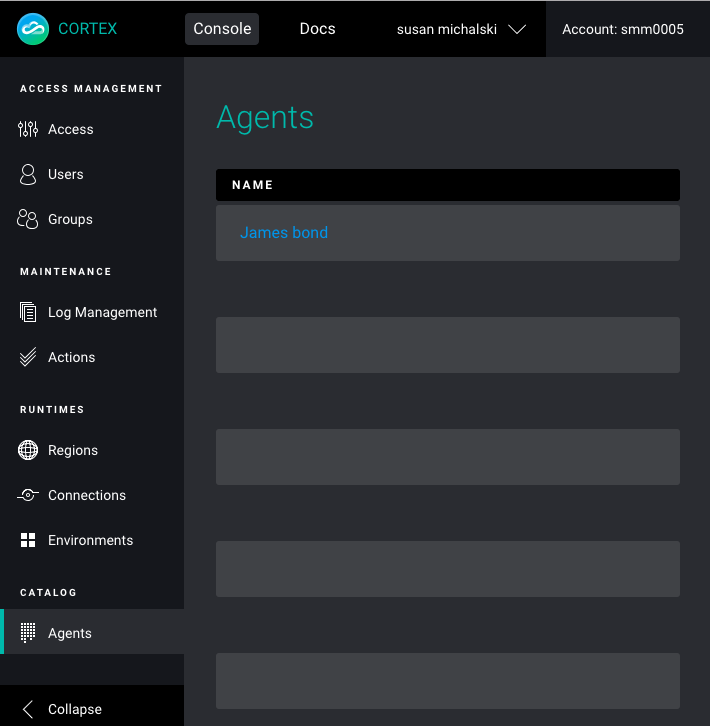 CORTEX
Console
Docs
susan michalski
Account: smm0005
ACCESS MANAGEMENT
Access
Users
Groups
MAINTENANCE
Log Management
Actions
RUNTIMES
Regions
Connections
Environments
CATALOG
Agents
Collapse
Agents
NAME
James bond